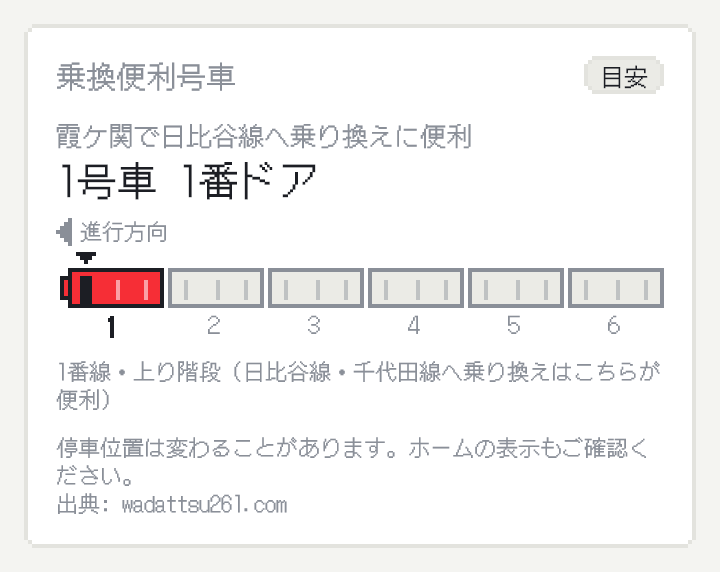 乗換便利号車
目安
霞ケ関で日比谷線へ乗り換えに便利
1号車 1番ドア
進行方向
1 2 3 4 5 6
1番線・上り階段（日比谷線・千代田線へ乗り換えはこちらが
便利）
停車位置は変わることがあります。ホームの表示もご確認く
ださい。
出典: wadattsu261.com